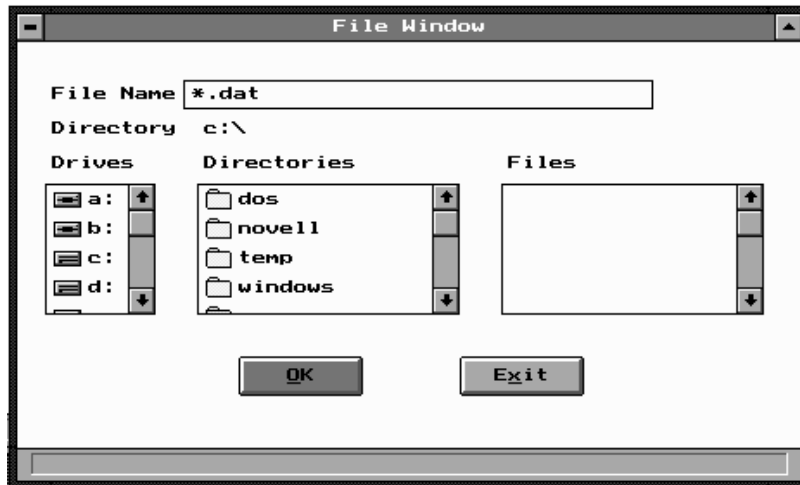 File Window
File Name *.dat
Directory c:\
Drives Directories Files
a: dos
b: novell
c: temp
d: windows
OK Exit